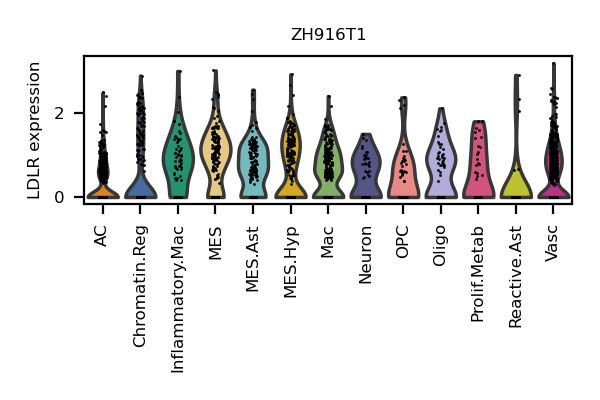 ZH916T1
LDLR expression
2
0
AC
Chromatin.Reg
Inflammatory.Mac
MES
MES.Ast
MES.Hyp
Mac
Neuron
OPC
Oligo
Prolif.Metab
Reactive.Ast
Vasc